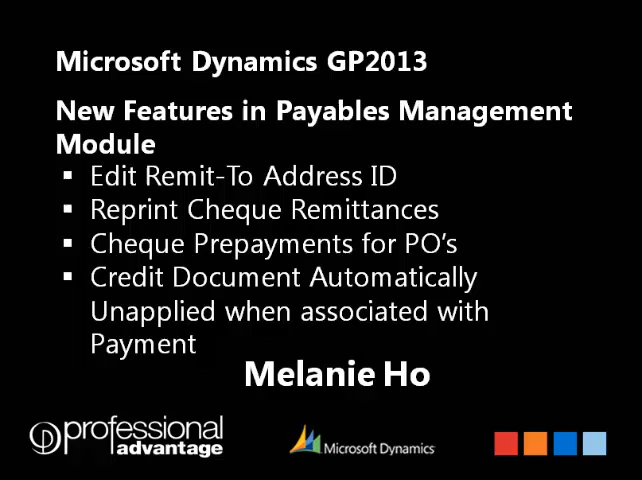 Microsoft Dynamics GP2013
New Features in Payables Management
Module
▪ Edit Remit-To Address ID
▪ Reprint Cheque Remittances
▪ Cheque Prepayments for PO's
▪ Credit Document Automatically
Unapplied when associated with
Payment
Melanie Ho
professional
advantage
Microsoft Dynamics